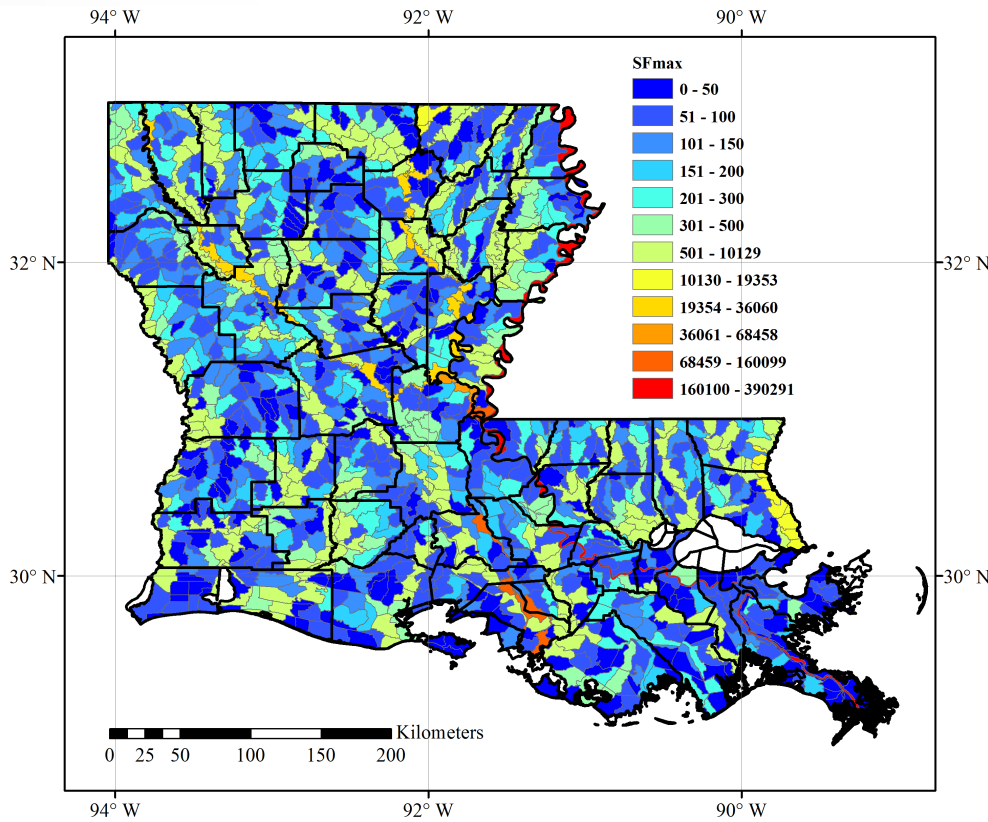 94° W 92° W 90° W
SFmax
0 - 50
51 - 100
101 - 150
151 - 200
201 - 300
301 - 500
501 - 10129
10130 - 19353
19354 - 36060
36061 - 68458
68459 - 160099
160100 - 390291
32° N 32° N
30° N 30° N
Kilometers
0 25 50 100 150 200
94° W 92° W 90° W